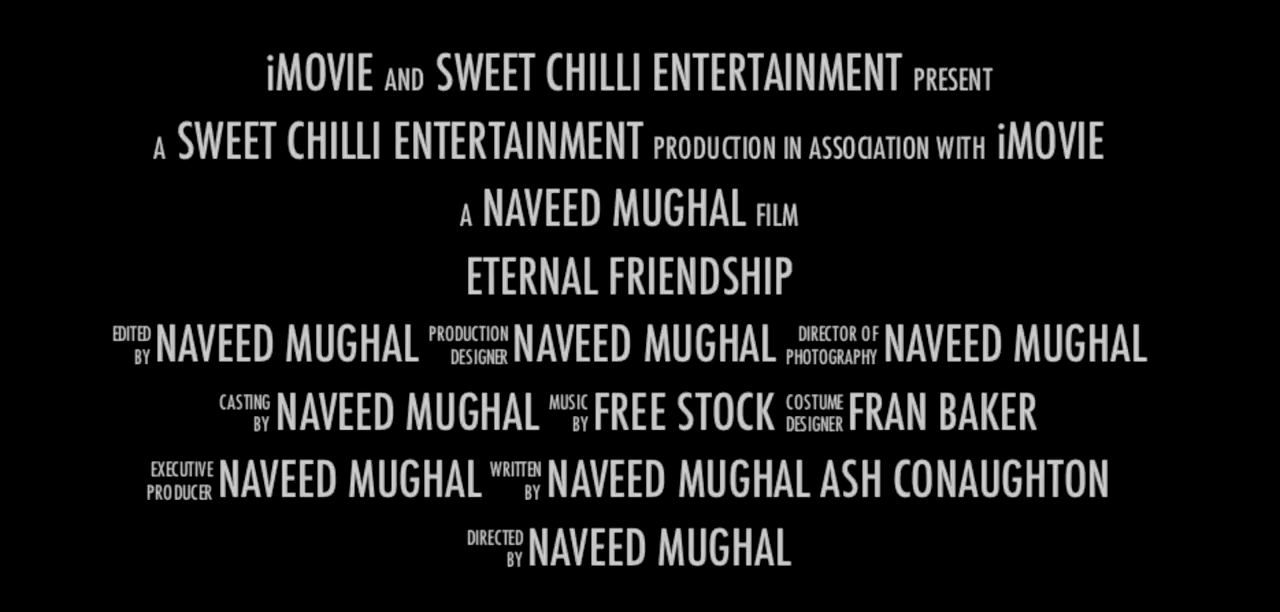 iMOVIE AND SWEET CHILLI ENTERTAINMENT PRESENT
A SWEET CHILLI ENTERTAINMENT PRODUCTION IN ASSOCIATION WITH iMOVIE
A NAVEED MUGHAL FILM
ETERNAL FRIENDSHIP
EDITED BY NAVEED MUGHAL PRODUCTION DESIGNER NAVEED MUGHAL DIRECTOR OF PHOTOGRAPHY NAVEED MUGHAL
CASTING BY NAVEED MUGHAL MUSIC BY FREE STOCK COSTUME DESIGNER FRAN BAKER
EXECUTIVE PRODUCER NAVEED MUGHAL WRITTEN BY NAVEED MUGHAL ASH CONAUGHTON
DIRECTED BY NAVEED MUGHAL